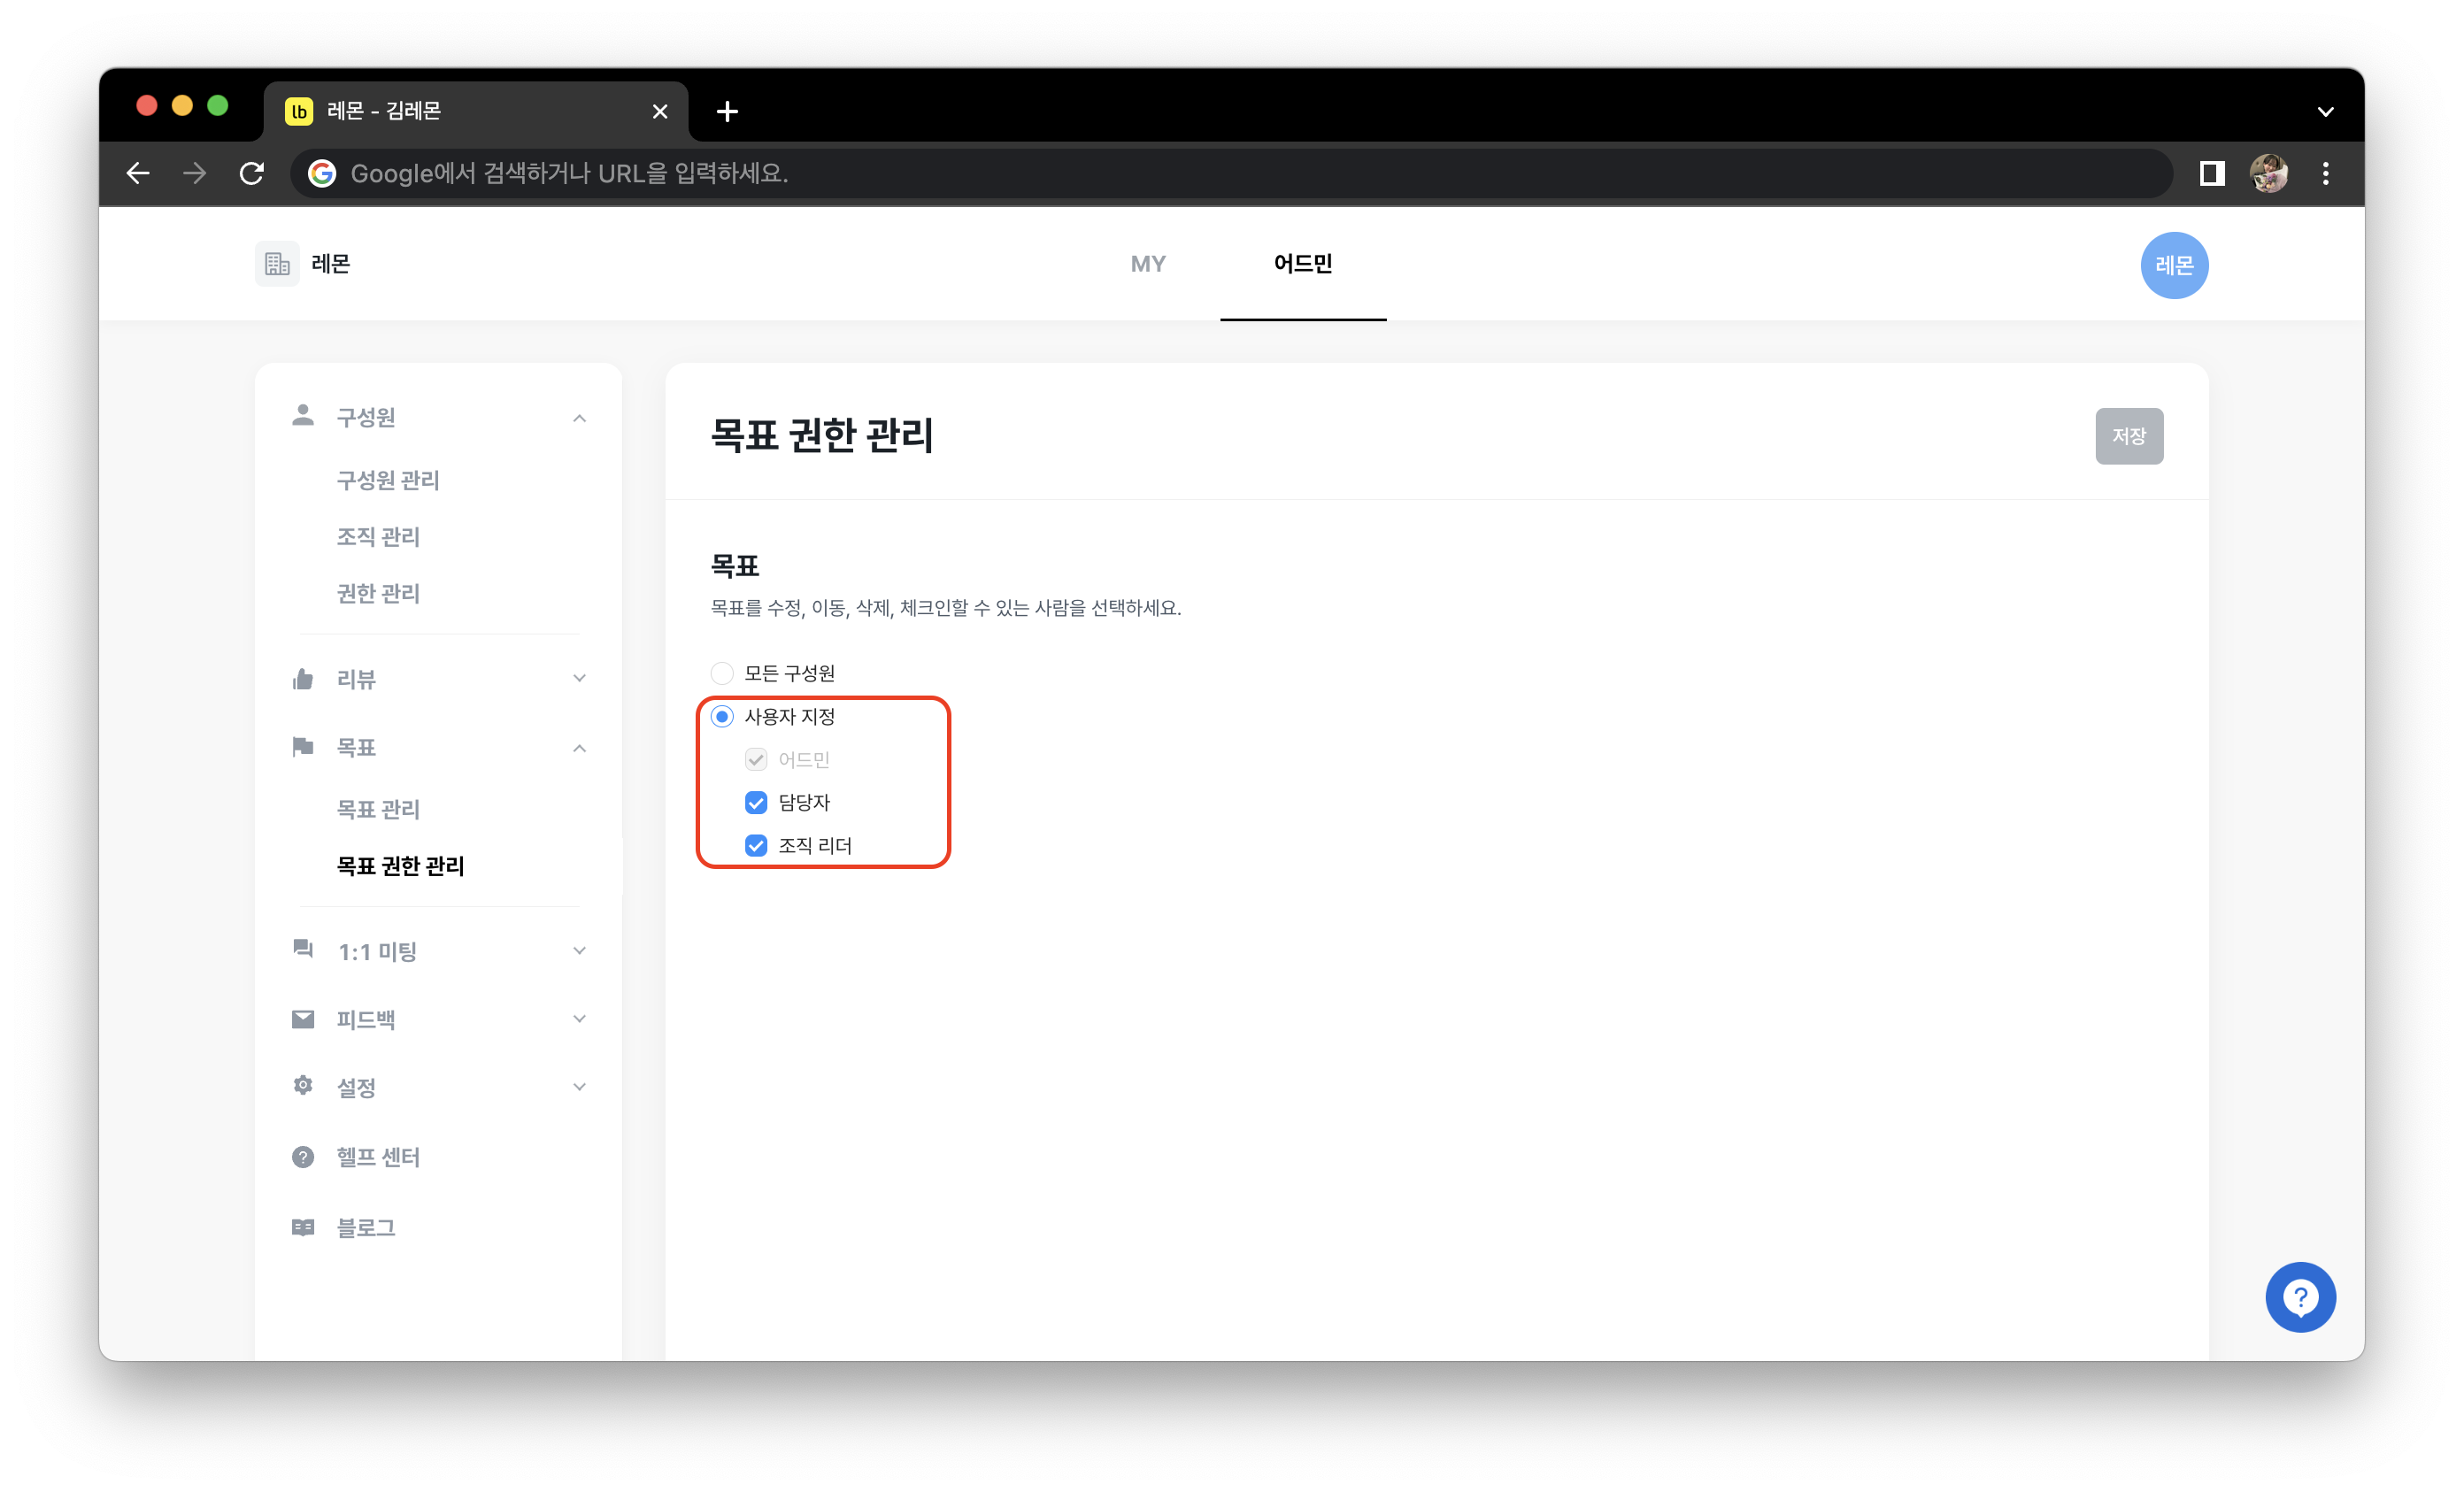 lb 레몬 - 김레몬
Google에서 검색하거나 URL을 입력하세요.
레몬
MY
어드민
레몬
구성원
구성원 관리
조직 관리
권한 관리
리뷰
목표
목표 관리
목표 권한 관리
1:1 미팅
피드백
설정
헬프 센터
블로그
목표 권한 관리
저장
목표
목표를 수정, 이동, 삭제, 체크인할 수 있는 사람을 선택하세요.
모든 구성원
사용자 지정
어드민
담당자
조직 리더